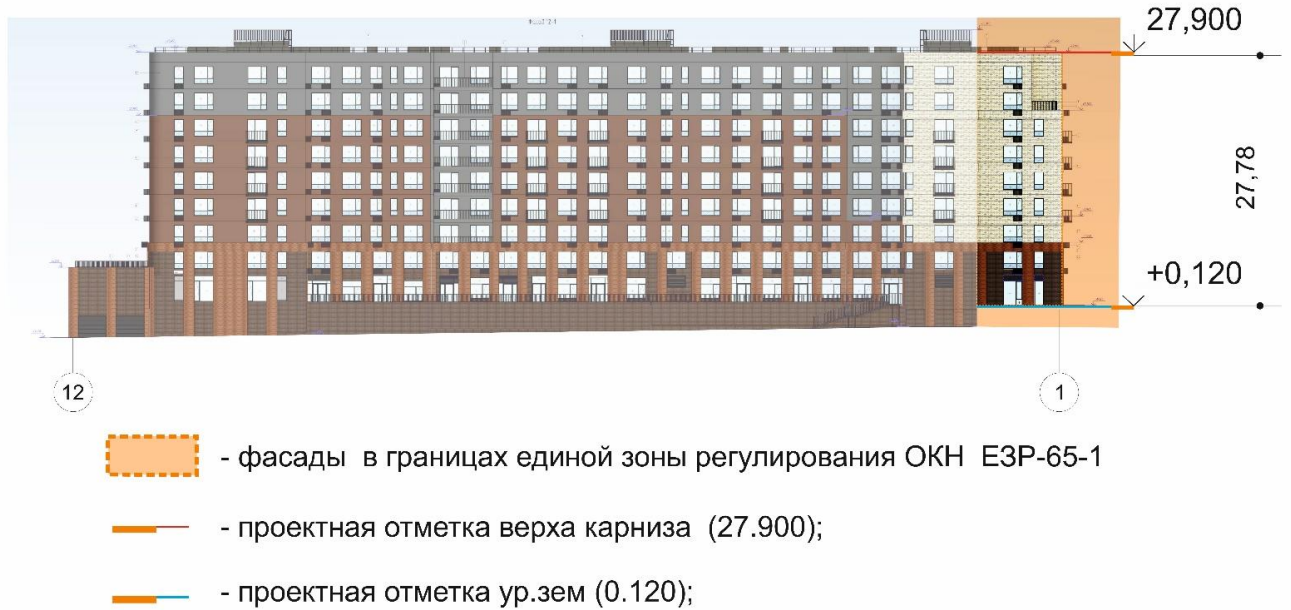 27,900
27,78
+0,120
12
1
- фасады в границах единой зоны регулирования ОКН ЕЗР-65-1
- проектная отметка верха карниза (27.900);
- проектная отметка ур.зем (0.120);